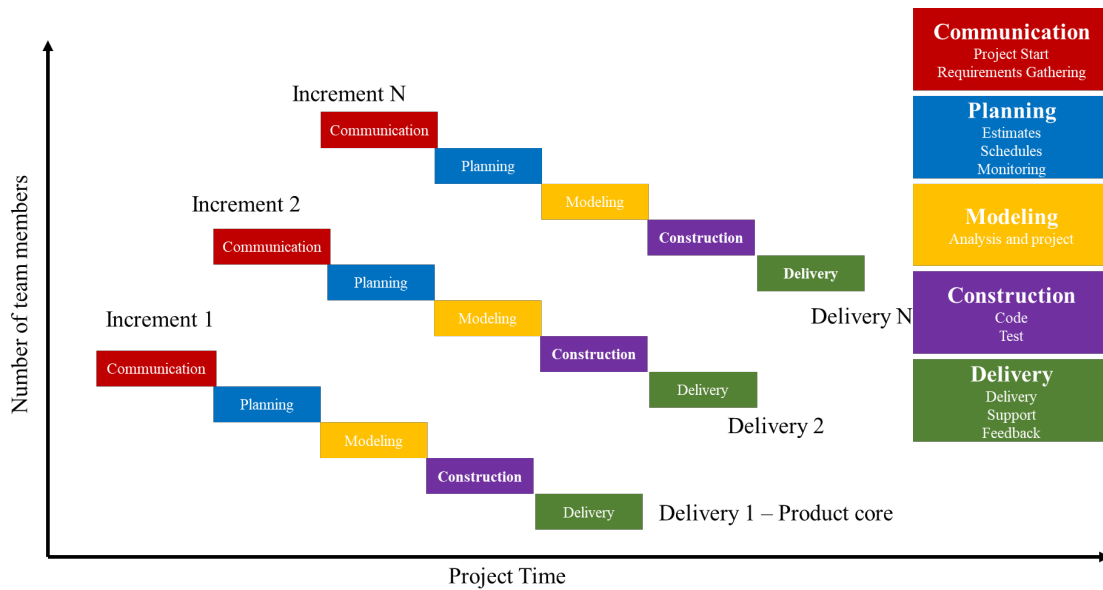 Increment N
Communication
Planning
Modeling
Construction
Delivery
Delivery N
Increment 2
Communication
Planning
Modeling
Construction
Delivery
Delivery 2
Increment 1
Communication
Planning
Modeling
Construction
Delivery
Delivery 1 – Product core
Number of team members
Project Time
Communication
Project Start
Requirements Gathering
Planning
Estimates
Schedules
Monitoring
Modeling
Analysis and project
Construction
Code
Test
Delivery
Delivery
Support
Feedback